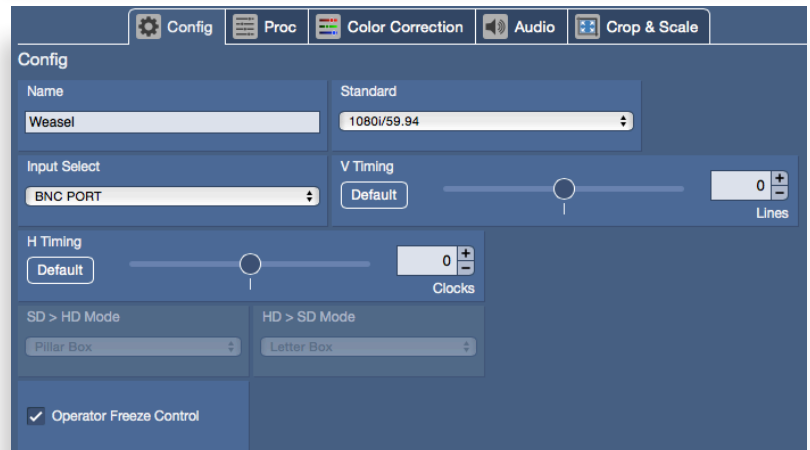 Config Proc Color Correction Audio Crop & Scale
Config
Name Standard
Weasel 1080i/59.94
Input Select V Timing
BNC PORT Default 0 + −
Lines
H Timing
Default 0 + −
Clocks
SD > HD Mode HD > SD Mode
Pillar Box Letter Box
Operator Freeze Control